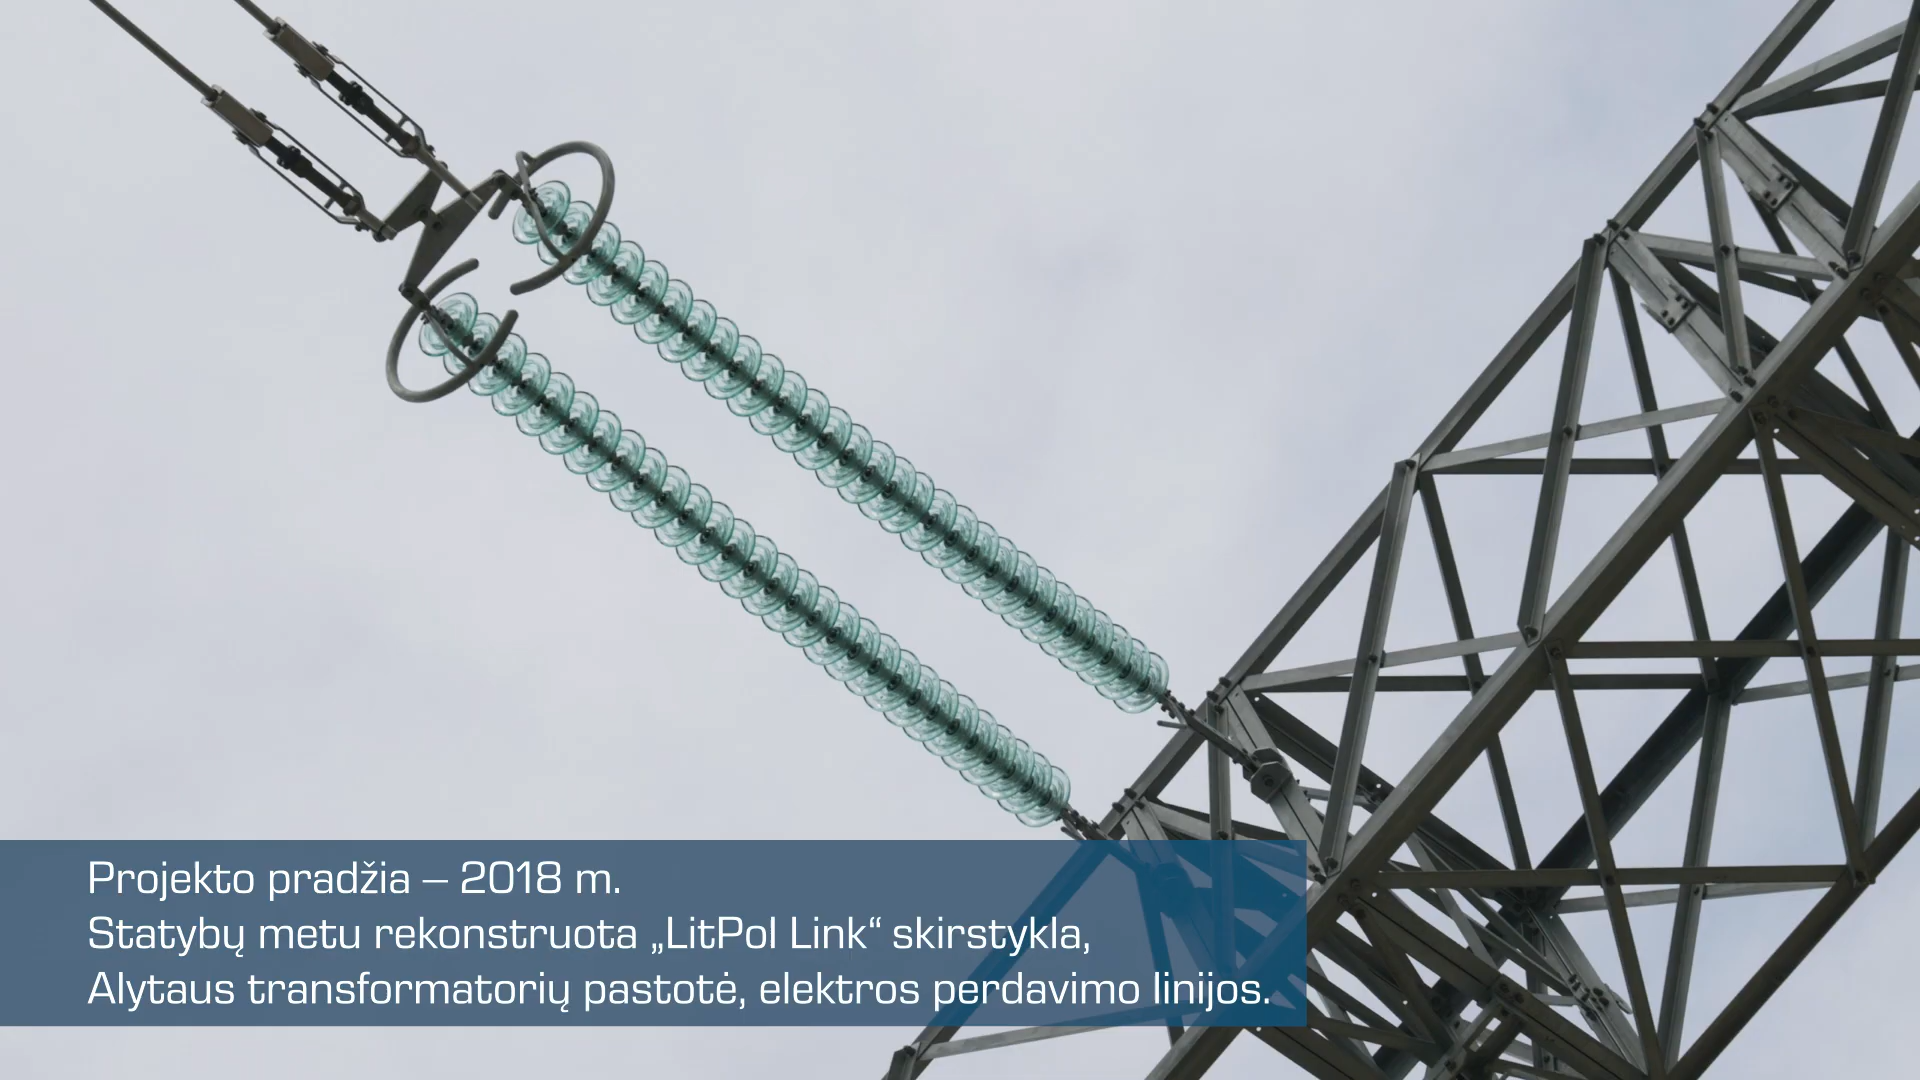 Projekto pradžia – 2018 m.
Statybų metu rekonstruota „LitPol Link“ skirstykla,
Alytaus transformatorių pastotė, elektros perdavimo linijos.